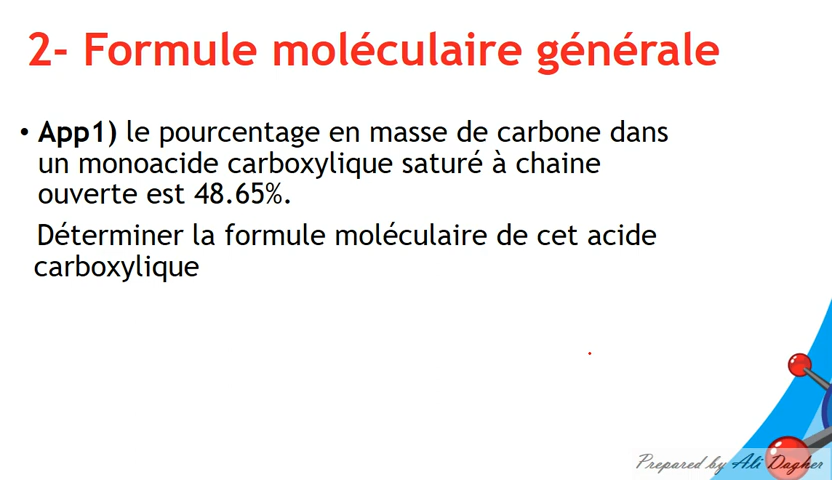 2- Formule moléculaire générale
• App1) le pourcentage en masse de carbone dans
un monoacide carboxylique saturé à chaine
ouverte est 48.65%.
Déterminer la formule moléculaire de cet acide
carboxylique
Prepared by Ali Dagher